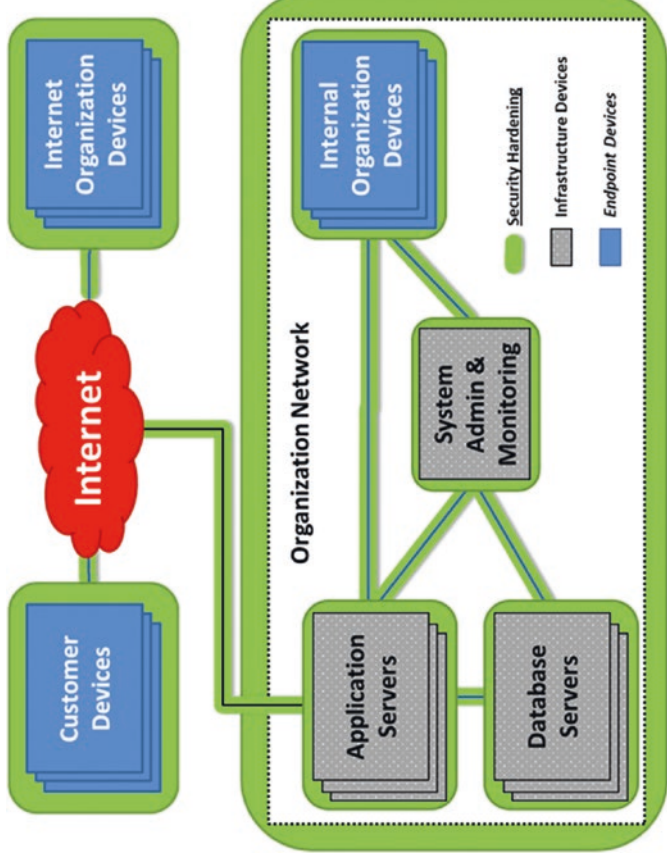 Customer
Devices
Internet
Internet
Organization
Devices
Organization Network
Application
Servers
Database
Servers
System
Admin &
Monitoring
Internal
Organization
Devices
Security Hardening
Infrastructure Devices
Endpoint Devices